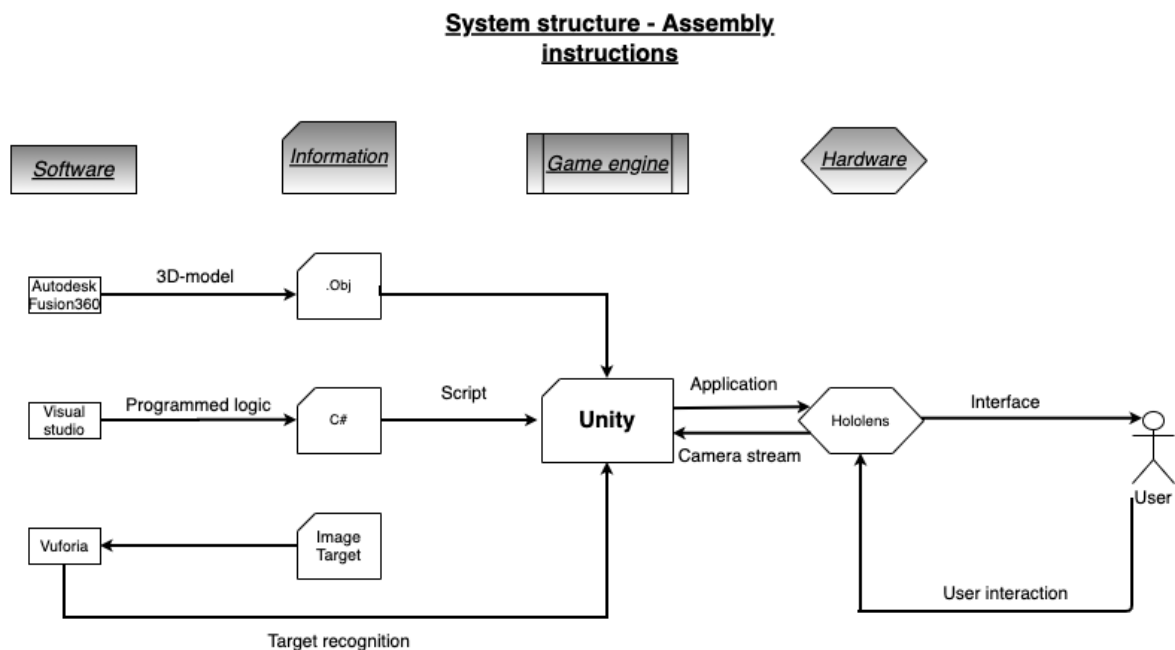 System structure - Assembly
instructions
Software
Information
Game engine
Hardware
Autodesk
Fusion360
3D-model
.Obj
Visual
studio
Programmed logic
C#
Script
Unity
Application
Camera stream
Hololens
Interface
User
Vuforia
Image
Target
User interaction
Target recognition